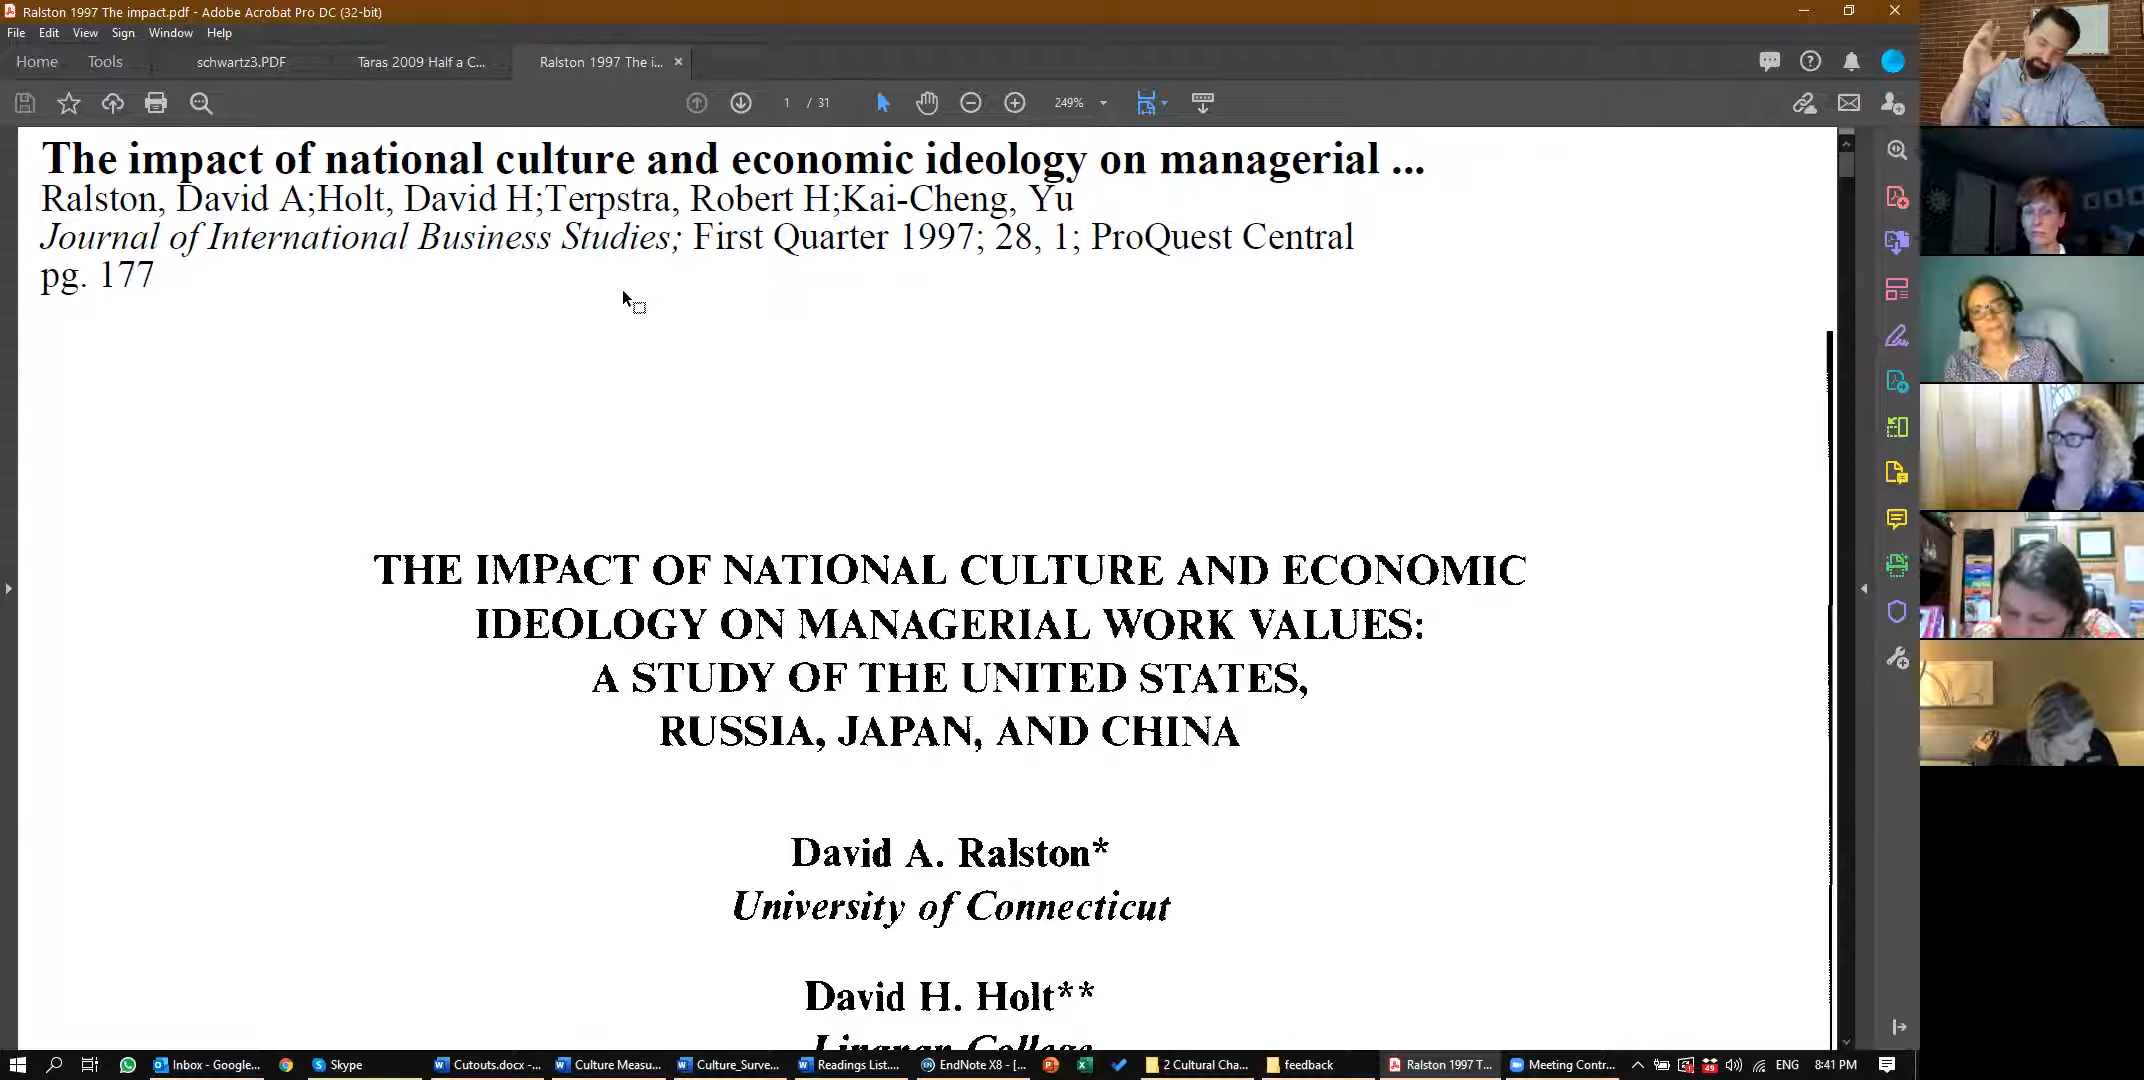 Ralston 1997 The impact.pdf - Adobe Acrobat Pro DC (32-bit)
File Edit View Sign Window Help
Home Tools schwartz3.PDF Taras 2009 Half a C... Ralston 1997 The i...
1 / 31 249%
The impact of national culture and economic ideology on managerial ...
Ralston, David A;Holt, David H;Terpstra, Robert H;Kai-Cheng, Yu
Journal of International Business Studies; First Quarter 1997; 28, 1; ProQuest Central
pg. 177
THE IMPACT OF NATIONAL CULTURE AND ECONOMIC
IDEOLOGY ON MANAGERIAL WORK VALUES:
A STUDY OF THE UNITED STATES,
RUSSIA, JAPAN, AND CHINA
David A. Ralston*
University of Connecticut
David H. Holt**
Lingnan College
Inbox - Google... Skype Cutouts.docx -... Culture Measu... Culture_Surve... Readings List.... EndNote X8 - [... 2 Cultural Cha... feedback Ralston 1997 T... Meeting Contr... 49 ENG 8:41 PM